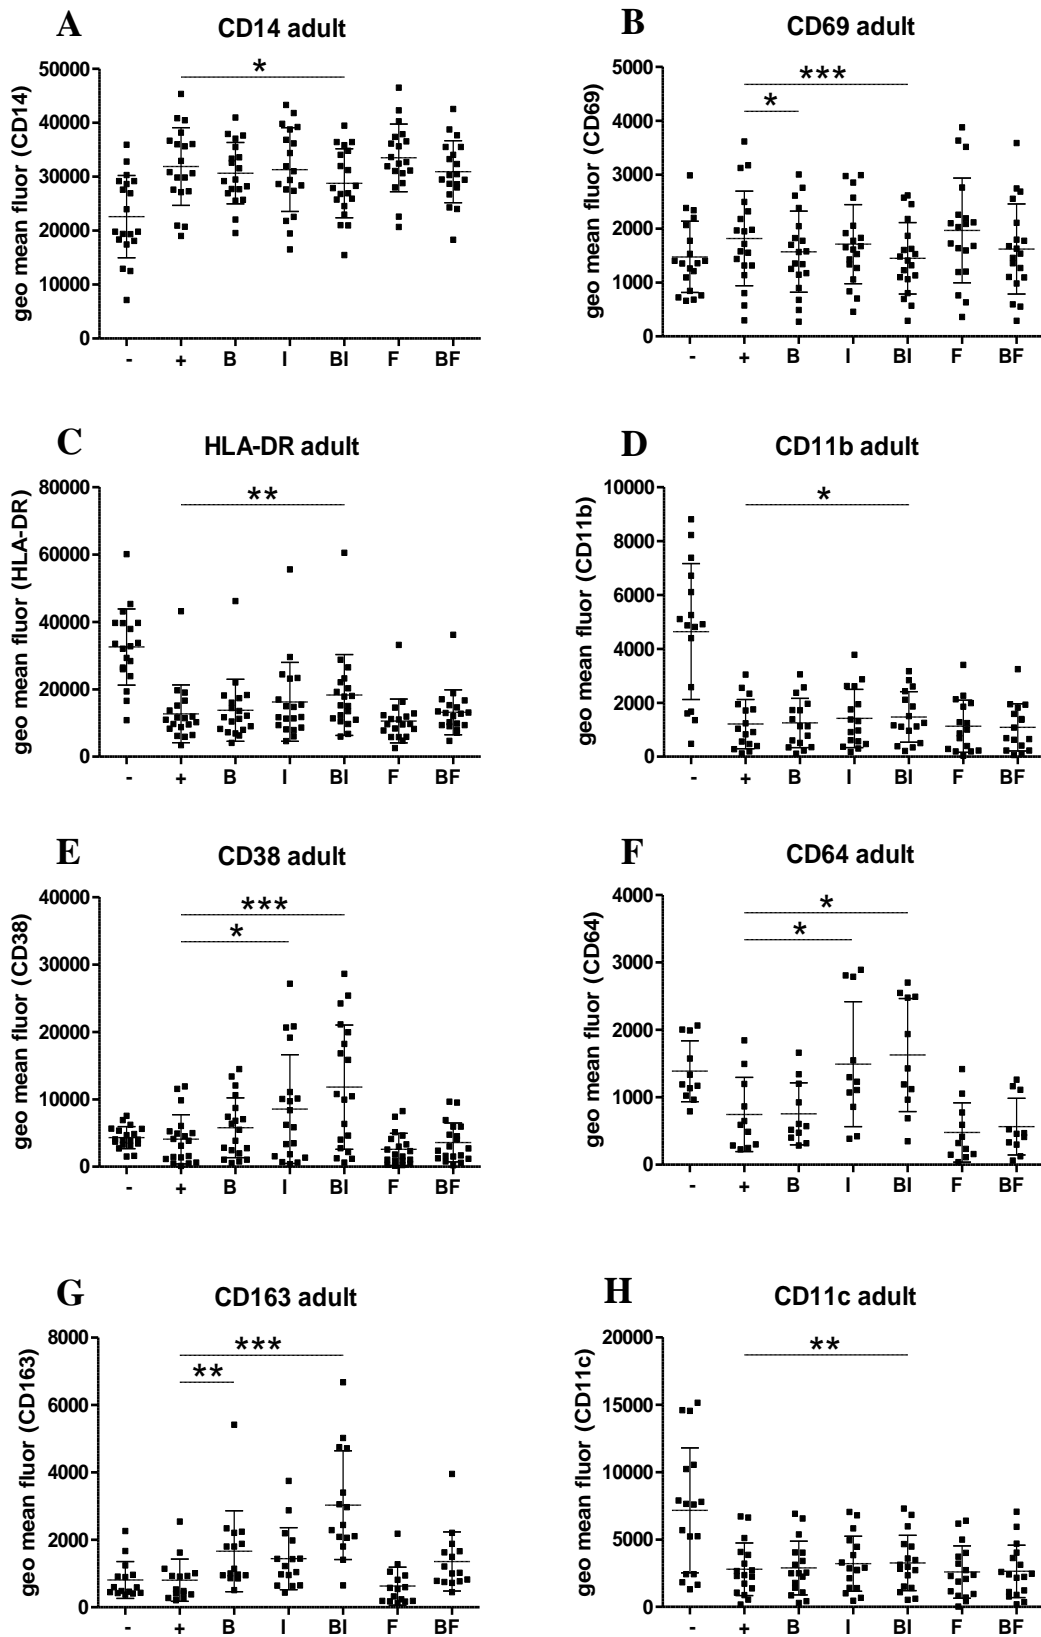 A
CD14 adult
geo mean fluor (CD14)
50000
40000
30000
20000
10000
0
*
- + B I BI F BF
B
CD69 adult
geo mean fluor (CD69)
5000
4000
3000
2000
1000
0
***
*
- + B I BI F BF
C
HLA-DR adult
geo mean fluor (HLA-DR)
80000
60000
40000
20000
0
**
- + B I BI F BF
D
CD11b adult
geo mean fluor (CD11b)
10000
8000
6000
4000
2000
0
*
- + B I BI F BF
E
CD38 adult
geo mean fluor (CD38)
40000
30000
20000
10000
0
***
*
- + B I BI F BF
F
CD64 adult
geo mean fluor (CD64)
4000
3000
2000
1000
0
*
*
- + B I BI F BF
G
CD163 adult
geo mean fluor (CD163)
8000
6000
4000
2000
0
***
**
- + B I BI F BF
H
CD11c adult
geo mean fluor (CD11c)
20000
15000
10000
5000
0
**
- + B I BI F BF